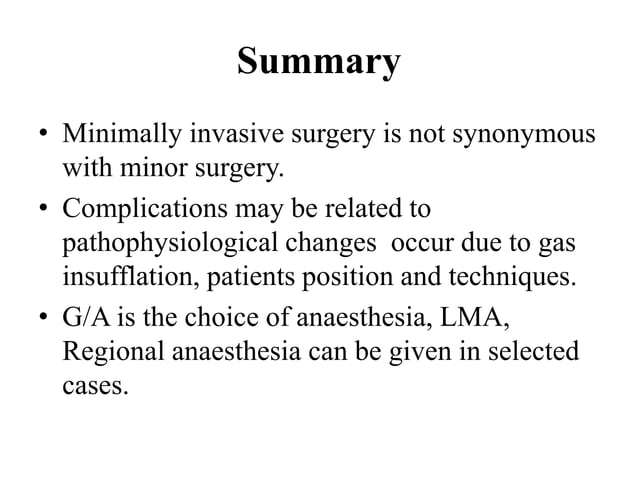 Summary
• Minimally invasive surgery is not synonymous
with minor surgery.
• Complications may be related to
pathophysiological changes  occur due to gas
insufflation, patients position and techniques.
• G/A is the choice of anaesthesia, LMA,
Regional anaesthesia can be given in selected
cases.